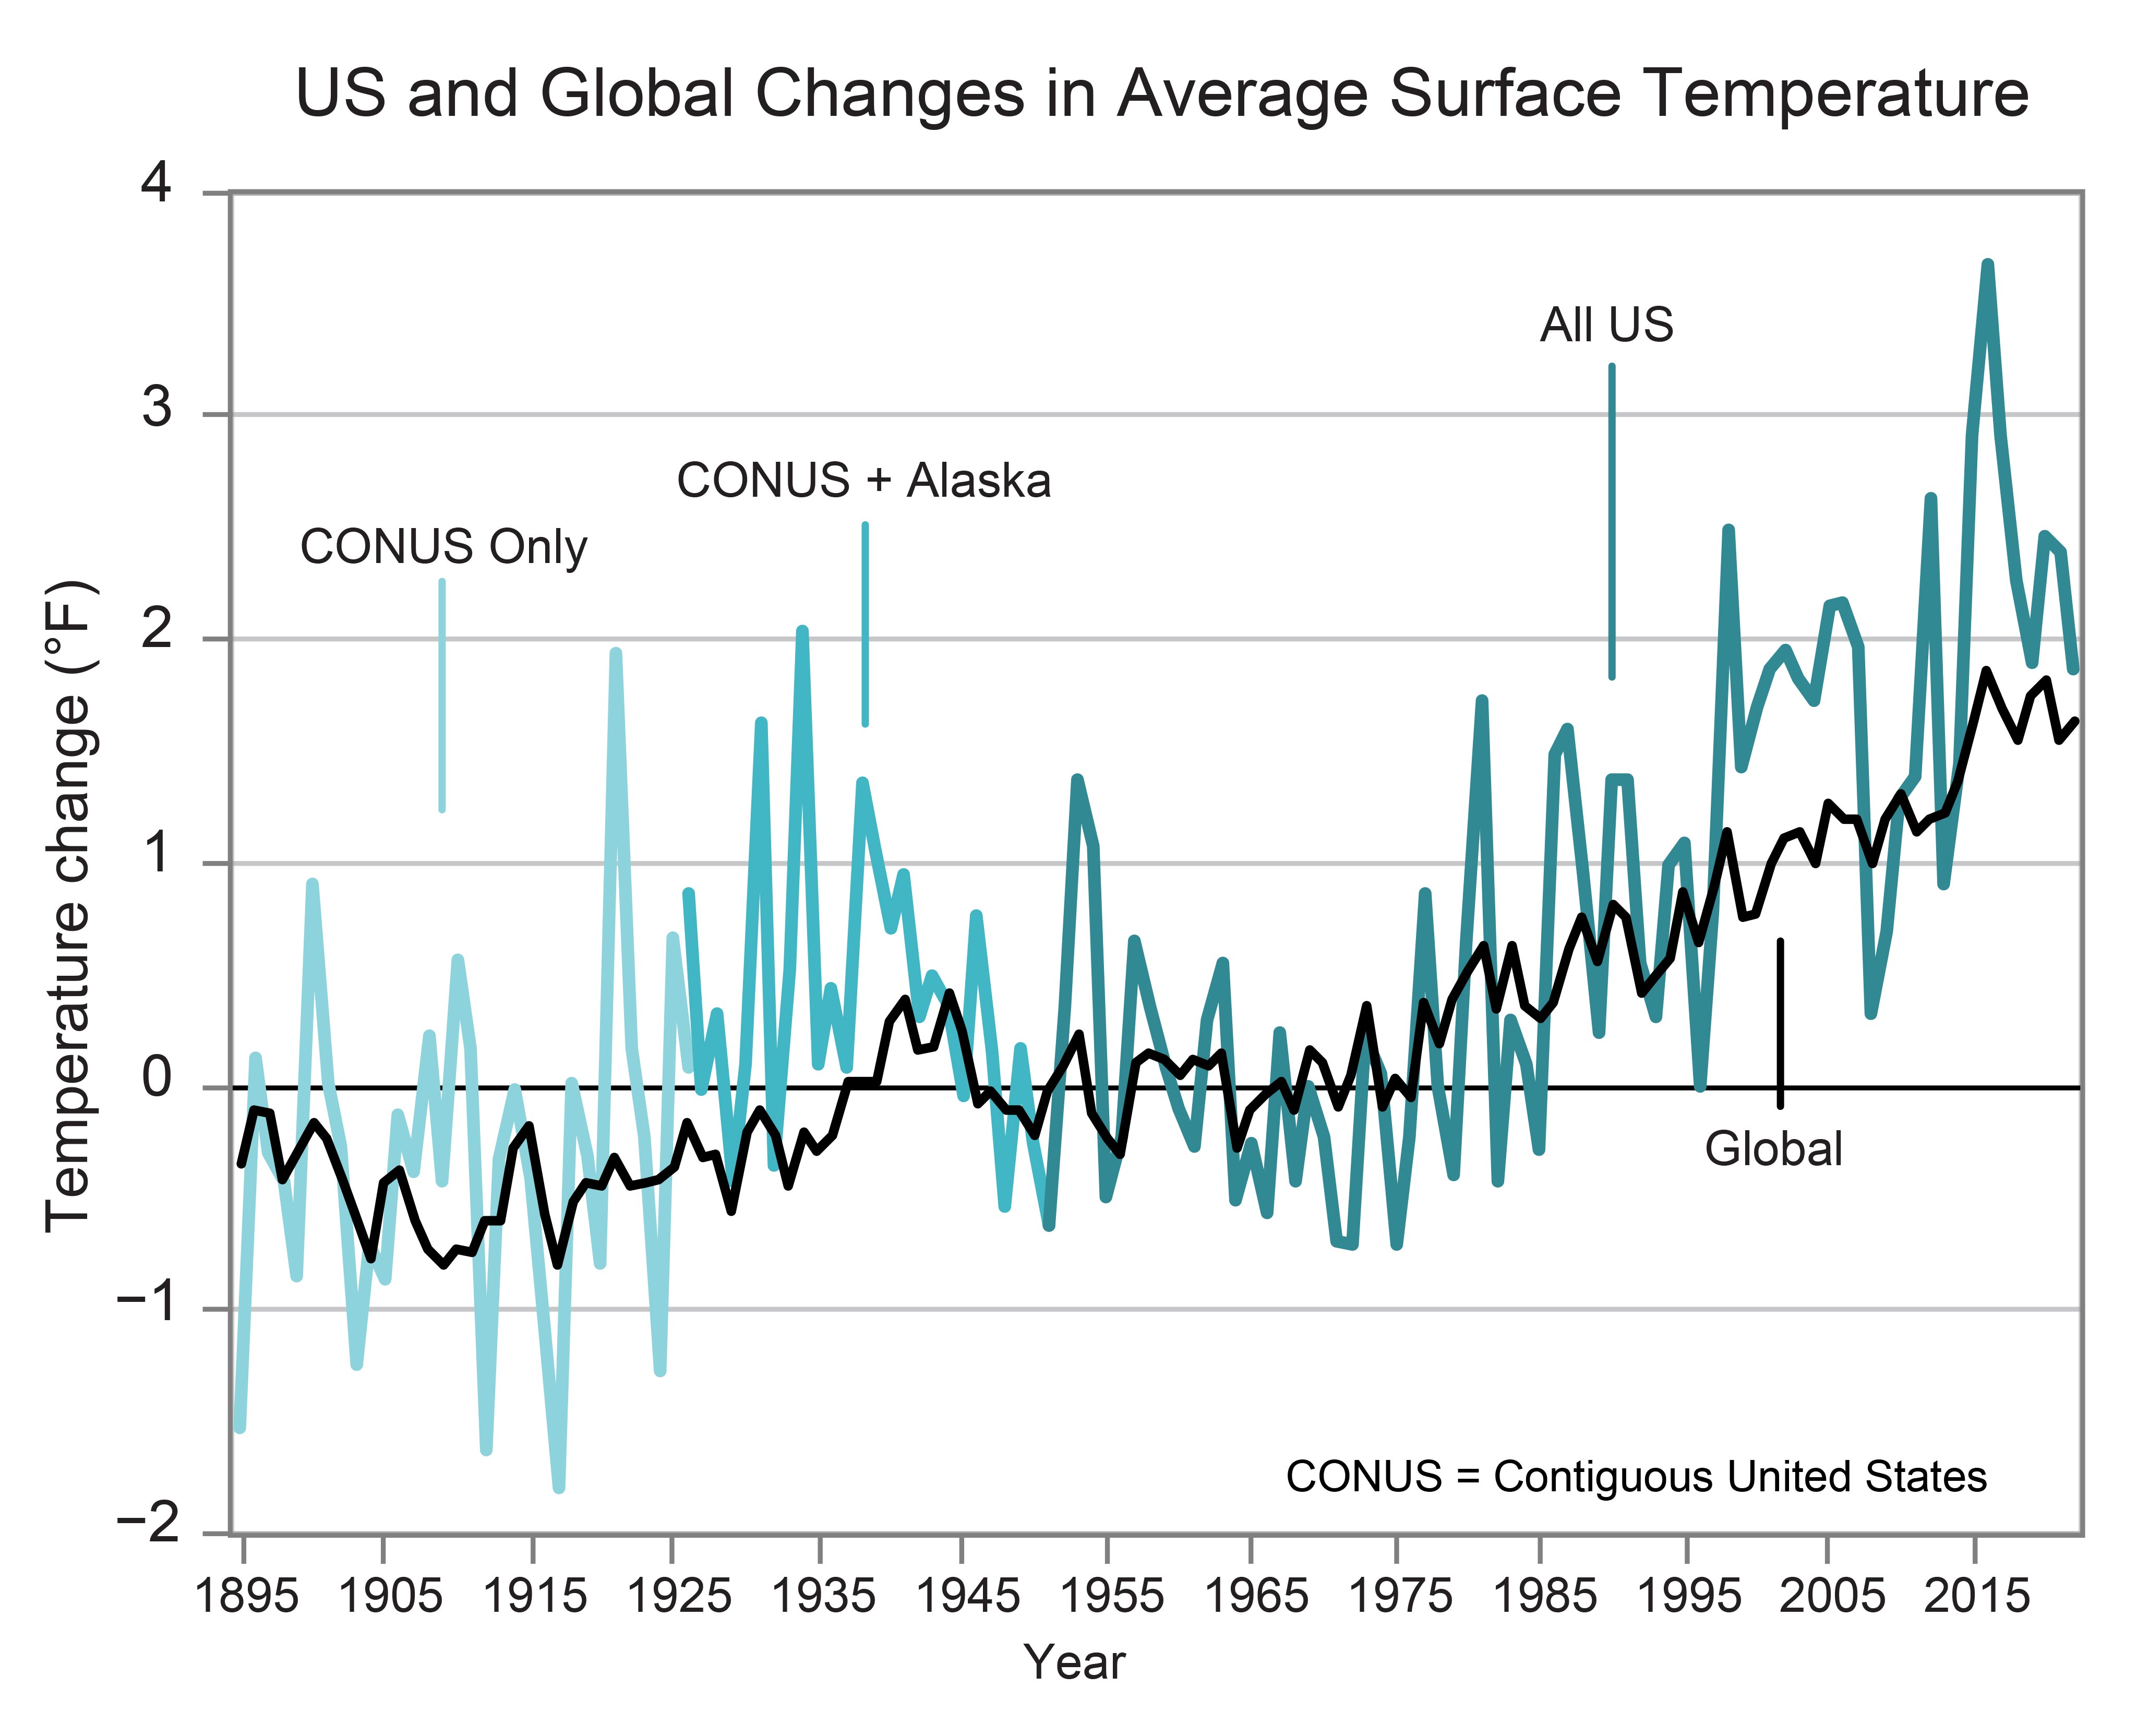 US and Global Changes in Average Surface Temperature
4
3
2
1
0
−1
−2
Temperature change (°F)
All US
CONUS + Alaska
CONUS Only
Global
CONUS = Contiguous United States
1895 1905 1915 1925 1935 1945 1955 1965 1975 1985 1995 2005 2015
Year